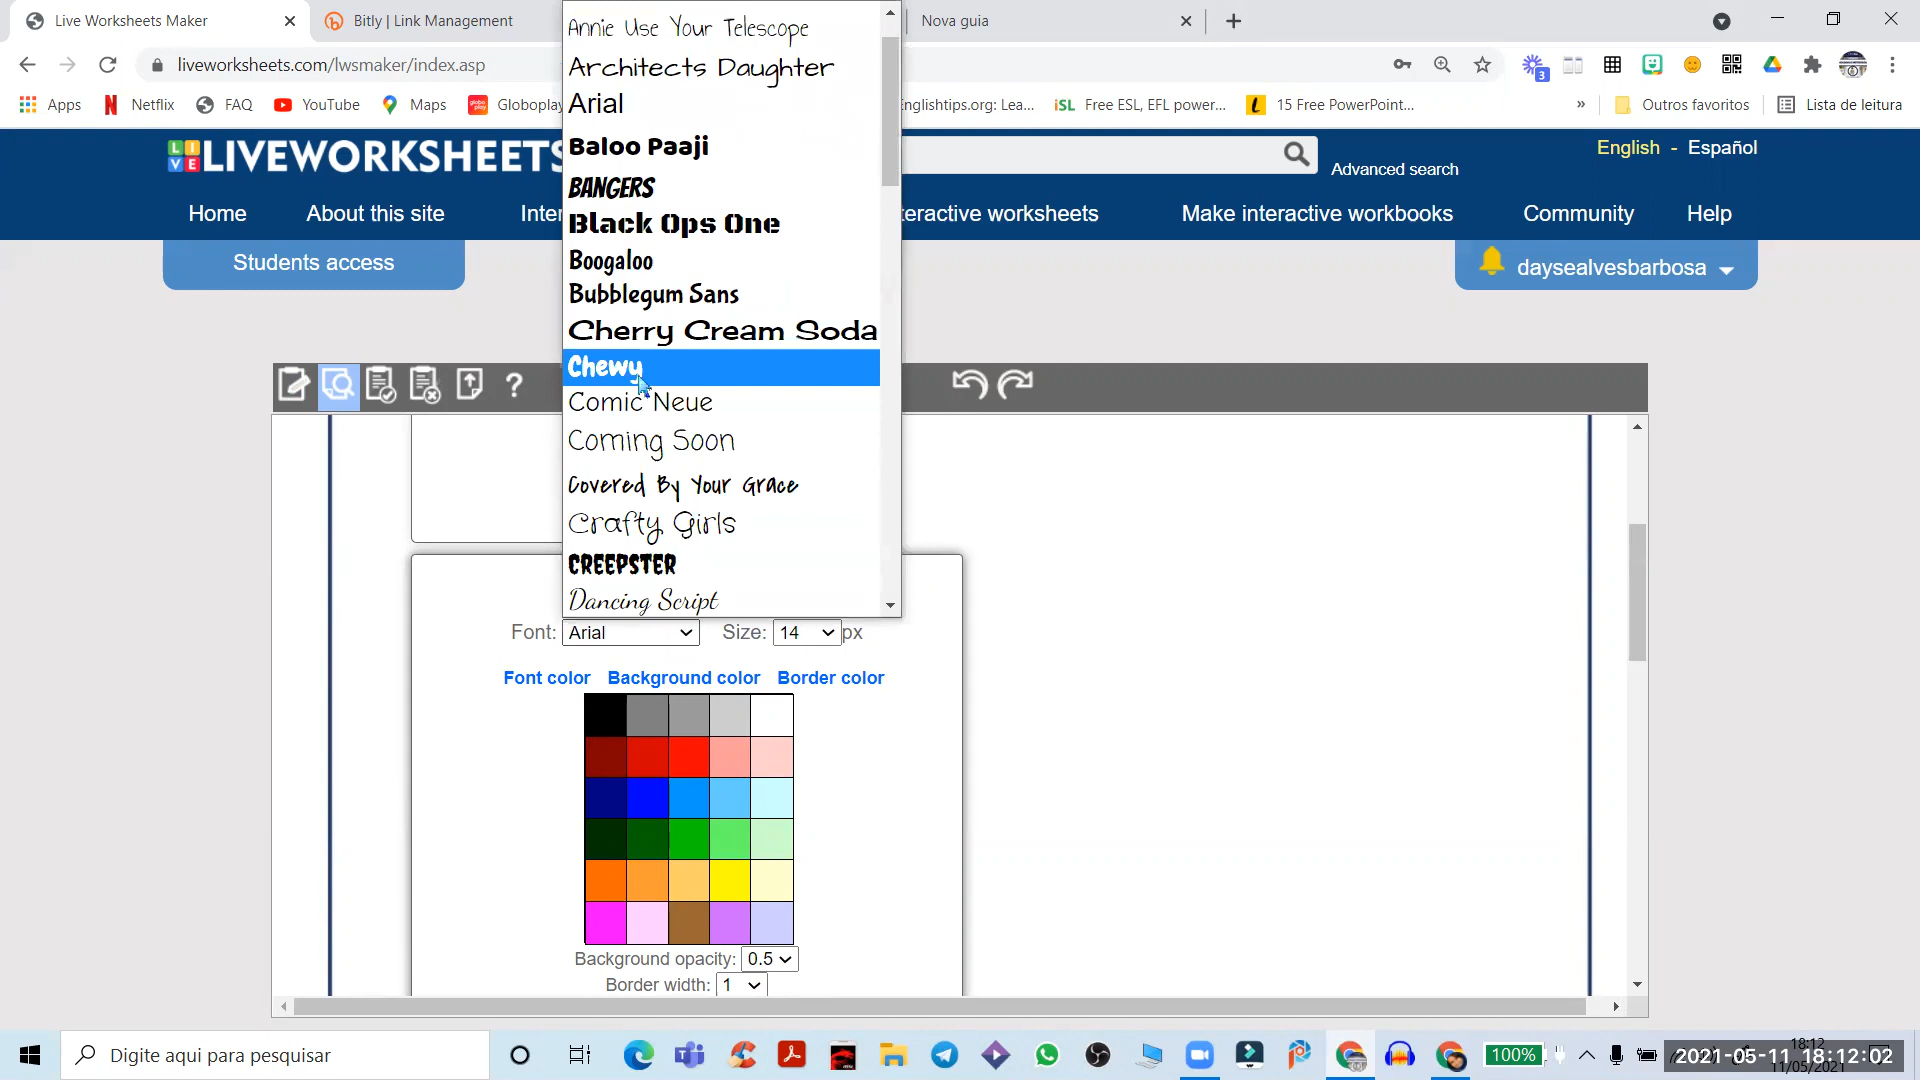 Live Worksheets Maker
Bitly | Link Management
Nova guia
liveworksheets.com/lwsmaker/index.asp
3
Apps
Netflix
FAQ
YouTube
Maps
globo play
Globoplay
Englishtips.org: Lea...
iSL
Free ESL, EFL power...
15 Free PowerPoint...
»
Outros favoritos
Lista de leitura
LIVE LIVEWORKSHEETS
Advanced search
English - Español
Home
About this site
Inter
teractive worksheets
Make interactive workbooks
Community
Help
Students access
daysealvesbarbosa
?
Annie Use Your Telescope
Architects Daughter
Arial
Baloo Paaji
BANGERS
Black Ops One
Boogaloo
Bubblegum Sans
Cherry Cream Soda
Chewy
Comic Neue
Coming Soon
Covered By Your Grace
Crafty Girls
CREEPSTER
Dancing Script
Font: Arial
Size: 14 px
Font color
Background color
Border color
Background opacity: 0.5
Border width: 1
Digite aqui para pesquisar
100%
18:12
11/05/2021
2021-05-11 18:12:02